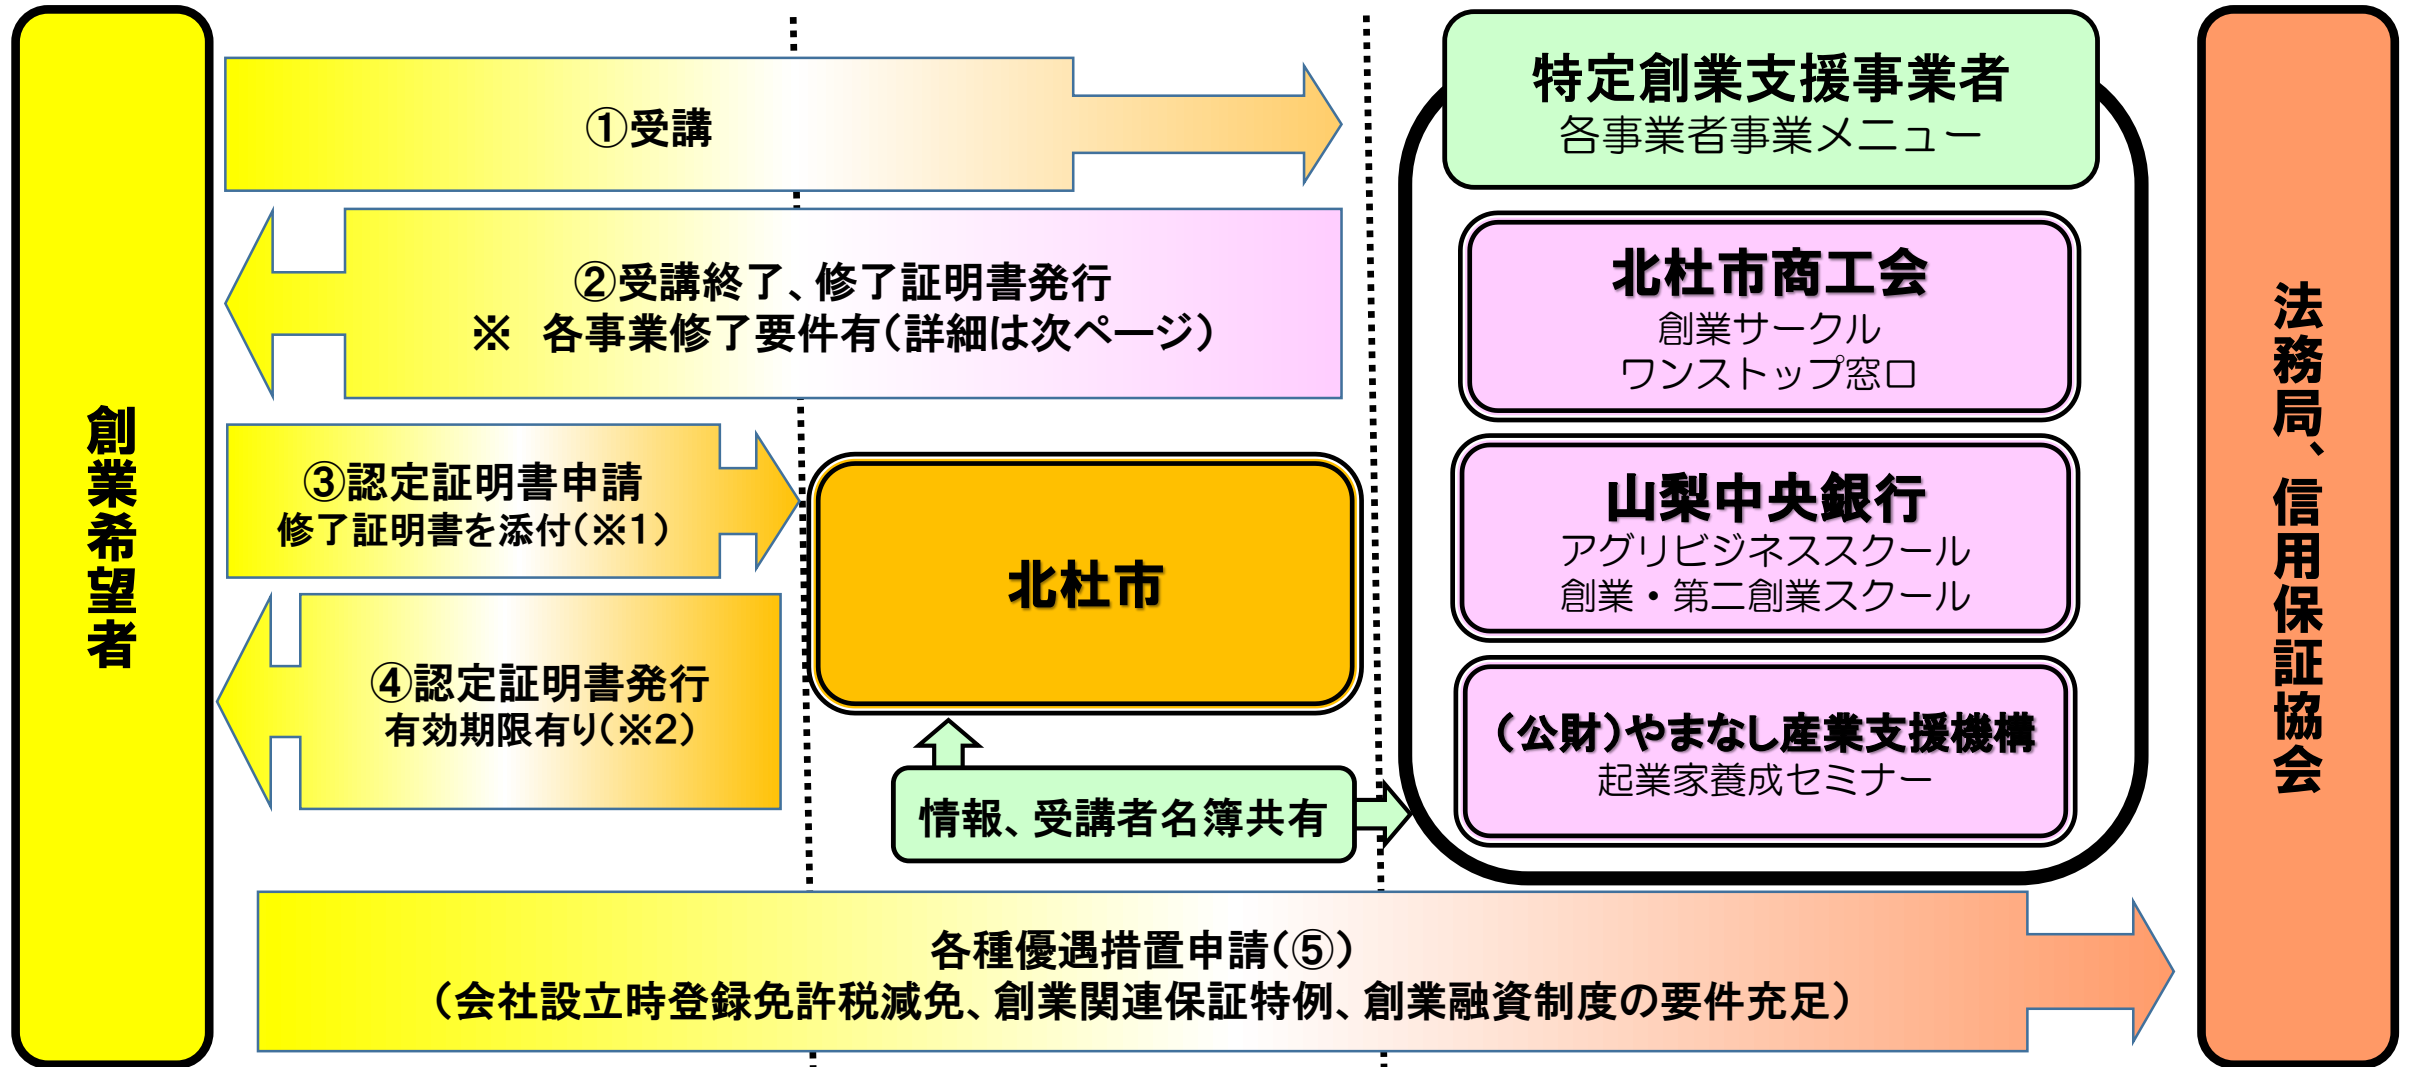 創業希望者
①受講
②受講終了、修了証明書発行
※　各事業修了要件有（詳細は次ページ）
③認定証明書申請
修了証明書を添付（※１）
④認定証明書発行
有効期限有り（※２）
北杜市
情報、受講者名簿共有
特定創業支援事業者
各事業者事業メニュー
北杜市商工会
創業サークル
ワンストップ窓口
山梨中央銀行
アグリビジネススクール
創業・第二創業スクール
（公財）やまなし産業支援機構
起業家養成セミナー
各種優遇措置申請（⑤）
（会社設立時登録免許税減免、創業関連保証特例、創業融資制度の要件充足）
法務局、信用保証協会